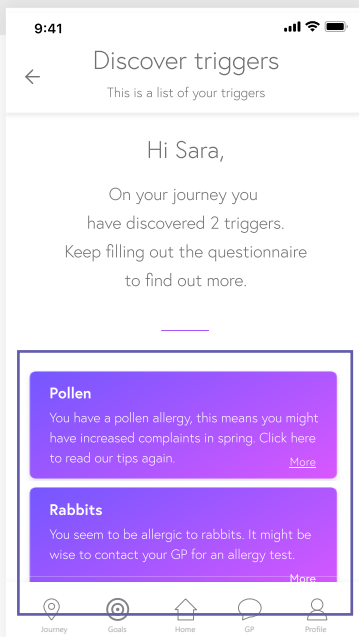 9:41
Discover triggers
This is a list of your triggers
Hi Sara,
On your journey you
have discovered 2 triggers.
Keep filling out the questionnaire
to find out more.
Pollen
You have a pollen allergy, this means you might
have increased complaints in spring. Click here
to read our tips again.
More
Rabbits
You seem to be allergic to rabbits. It might be
wise to contact your GP for an allergy test.
More
Journey
Goals
Home
GP
Profile